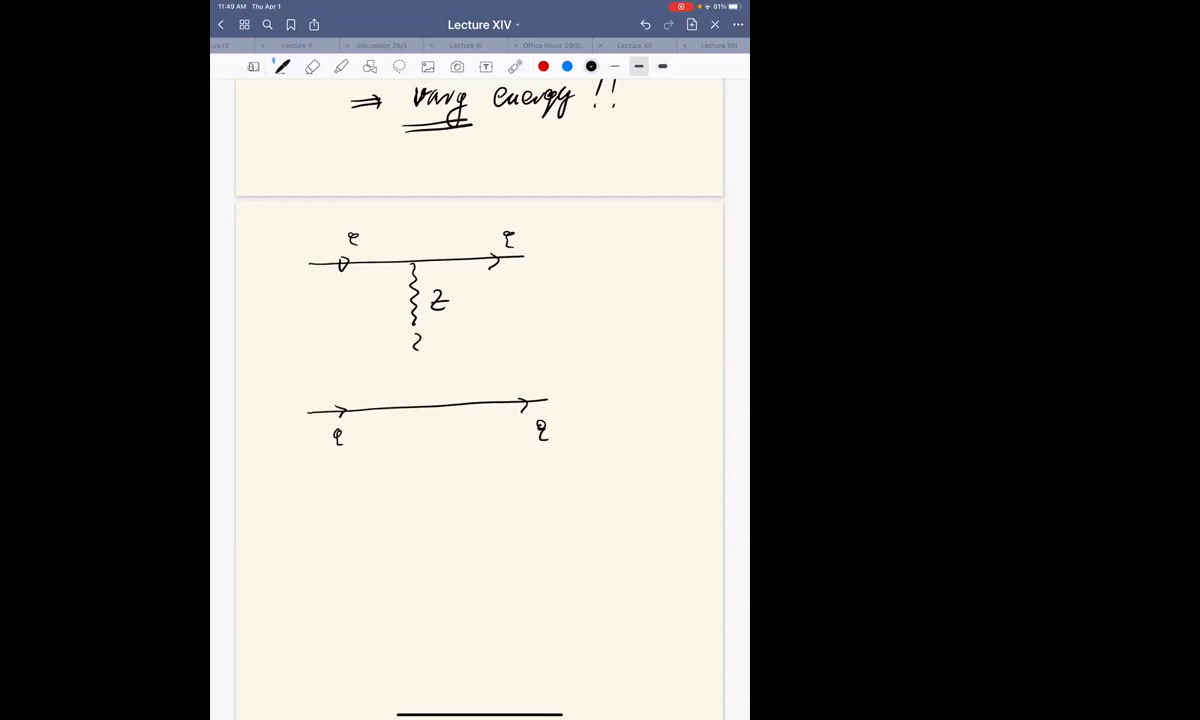 11:49 AM Thu Apr 1
81%
Lecture XIV
Lecture X
discussion 29/3
Lecture XI
Office hours 29/3/...
Lecture XII
Lecture XIII
⇒ vary energy !!
q q
Z
q
q